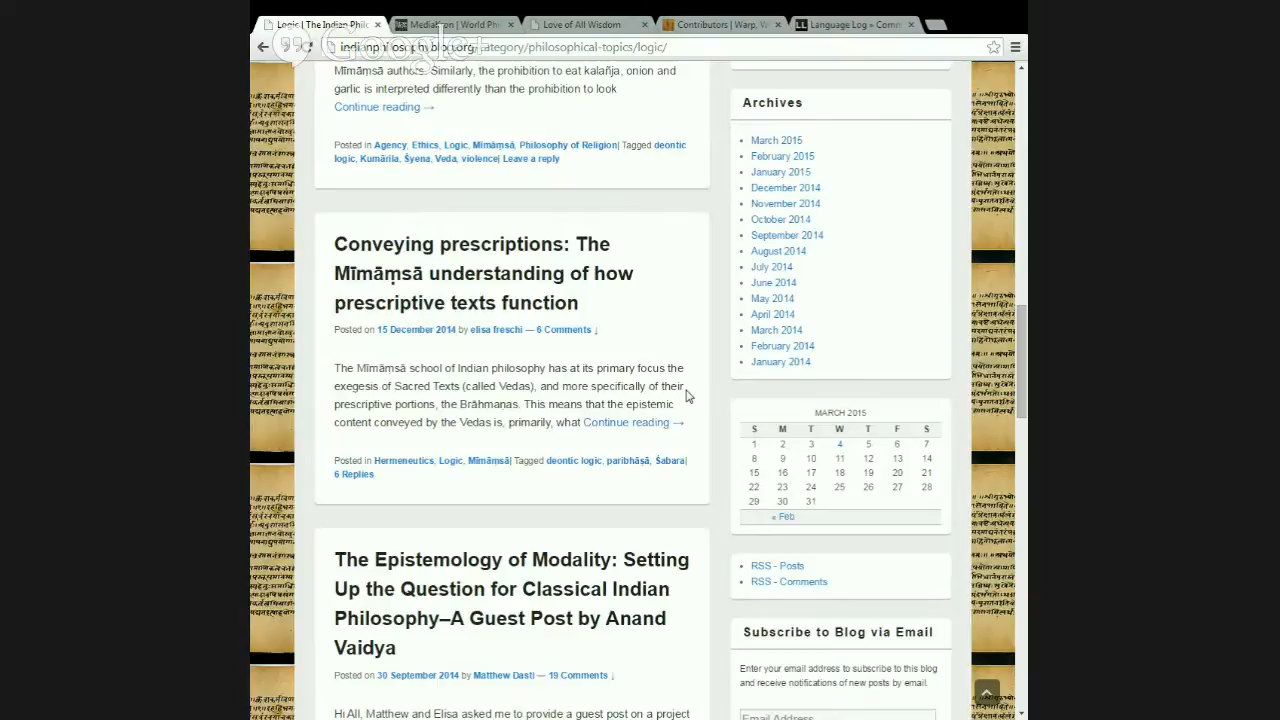 Logic | The Indian Phil
MediaKron | World Phi
Love of All Wisdom
Contributors | Warp, W
Language Log » Comm
Google+
indianphilosophyblog.org/category/philosophical-topics/logic/
Mīmāṃsā authors. Similarly, the prohibition to eat kalañja, onion and
garlic is interpreted differently than the prohibition to look
Continue reading →
Posted in Agency, Ethics, Logic, Mīmāṃsā, Philosophy of Religion| Tagged deontic
logic, Kumārila, Śyena, Veda, violence| Leave a reply
Conveying prescriptions: The
Mīmāṃsā understanding of how
prescriptive texts function
Posted on 15 December 2014 by elisa freschi — 6 Comments ↓
The Mīmāṃsā school of Indian philosophy has at its primary focus the
exegesis of Sacred Texts (called Vedas), and more specifically of their
prescriptive portions, the Brāhmaṇas. This means that the epistemic
content conveyed by the Vedas is, primarily, what Continue reading →
Posted in Hermeneutics, Logic, Mīmāṃsā| Tagged deontic logic, paribhāṣā, Śabara|
6 Replies
The Epistemology of Modality: Setting
Up the Question for Classical Indian
Philosophy–A Guest Post by Anand
Vaidya
Posted on 30 September 2014 by Matthew Dasti — 19 Comments ↓
Hi All, Matthew and Elisa asked me to provide a guest post on a project
Archives
March 2015
February 2015
January 2015
December 2014
November 2014
October 2014
September 2014
August 2014
July 2014
June 2014
May 2014
April 2014
March 2014
February 2014
January 2014
MARCH 2015
S M T W T F S
1 2 3 4 5 6 7
8 9 10 11 12 13 14
15 16 17 18 19 20 21
22 23 24 25 26 27 28
29 30 31
« Feb
RSS - Posts
RSS - Comments
Subscribe to Blog via Email
Enter your email address to subscribe to this blog
and receive notifications of new posts by email.
Email Address